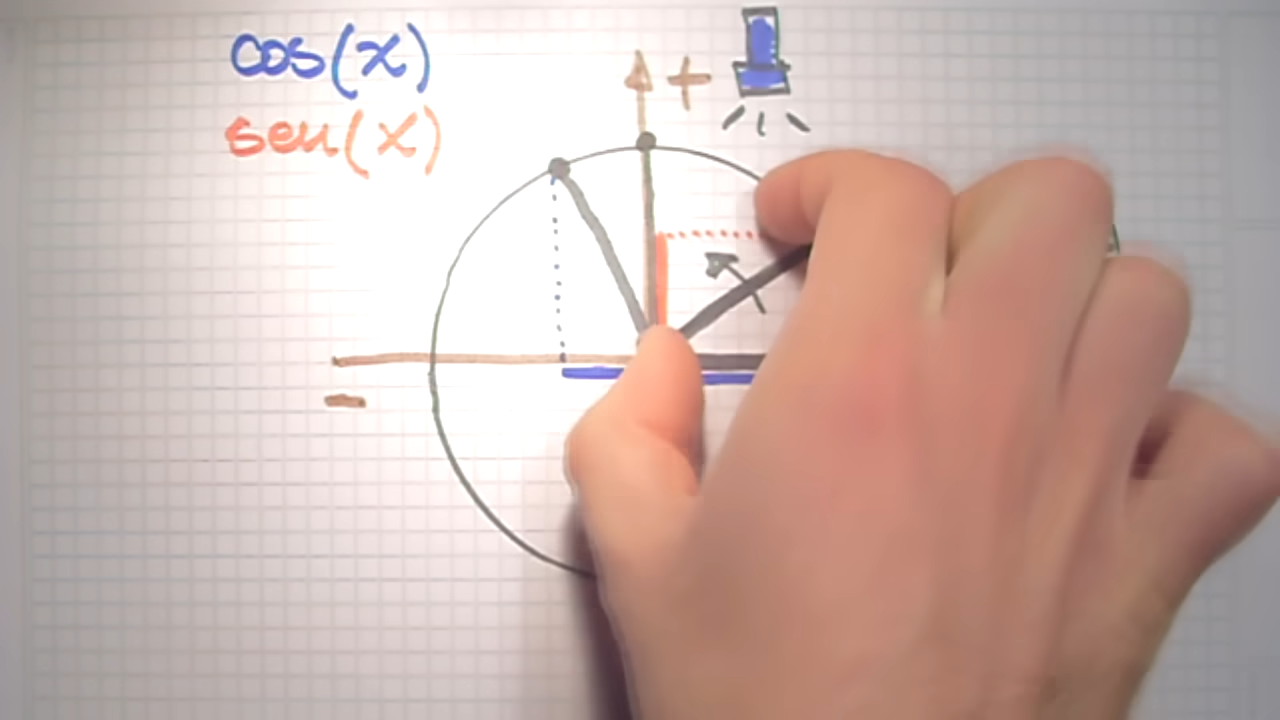 cos(x)
sen(x)
+
-